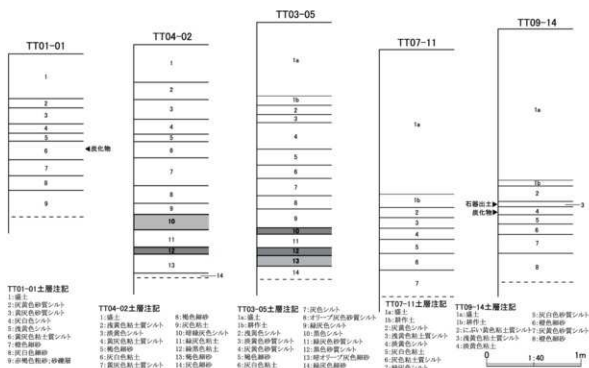 TT01-01
TT04-02
TT03-05
TT07-11
TT09-14
1
2
3
4
5
6
7
8
9
◀炭化物
1
2
3
4
5
6
7
8
9
10
11
12
13
14
1a
1b
2
3
4
5
6
7
8
9
10
11
12
13
14
1a
1b
2
3
4
5
6
7
1a
1b
2
石器出土▶
3
炭化物▶
4
5
6
7
8
TT01-01土層注記
1:盛土
2:灰黄色砂質シルト
3:黄灰色砂質シルト
4:灰白色シルト
5:浅黄色シルト
6:黄灰色粘土質シルト
7:橙色細砂
8:灰白色細砂
9:赤褐色粗砂;砂礫層
TT04-02土層注記
1:盛土
2:浅黄色粘土質シルト
3:淡黄色シルト
4:黄灰色粘土質シルト
5:褐色細砂
6:灰白色粘土
7:黄灰色粘土質シルト
8:褐色細砂
9:灰色粘土
10:暗緑灰色シルト
11:緑灰色粘土
12:緑黒色粘土
13:褐色細砂
14:灰色細砂
TT03-05土層注記
1a:盛土
1b:耕作土
2:浅黄色シルト
3:淡黄色砂質シルト
4:灰黄色砂質シルト
5:褐色細砂
6:灰白色シルト
7:灰色シルト
8:オリーブ灰色砂質シルト
9:緑灰色シルト
10:黒色シルト
11:緑灰色砂質シルト
12:黒色砂質シルト
13:暗オリーブ灰色細砂
14:緑灰色細砂
TT07-11土層注記
1a:盛土
1b:耕作土
2:灰黄色シルト
3:浅黄色シルト
4:淡黄色シルト
5:灰白色粘土
6:灰色粘土質シルト
TT09-14土層注記
1a:盛土
1b:耕作土
2:にぶい黄色粘土質シルト
3:浅黄色粘土質シルト
4:淡黄色シルト
5:灰白色砂質シルト
6:橙色細砂
7:黄灰色砂質シルト
8:橙色細砂
0 1:40 1m